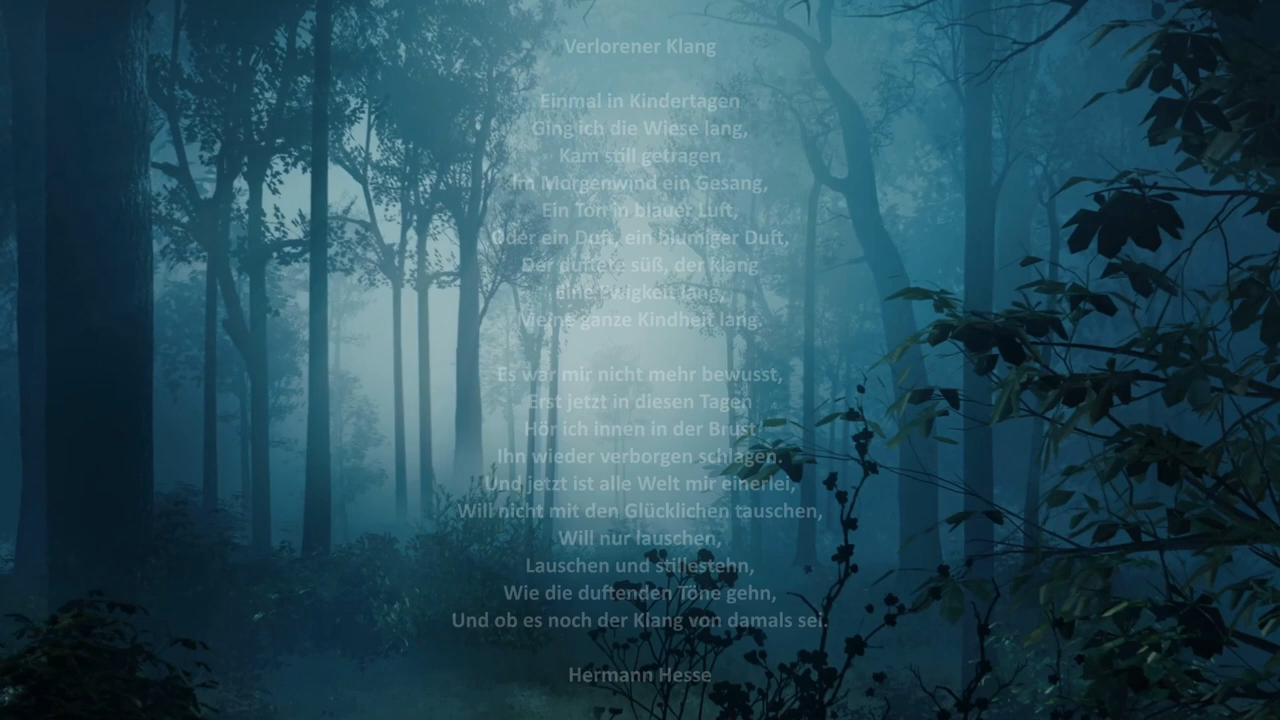 Verlorener Klang
Einmal in Kindertagen
Ging ich die Wiese lang,
Kam still getragen
Im Morgenwind ein Gesang,
Ein Ton in blauer Luft,
Oder ein Duft, ein blumiger Duft,
Der duftete süß, der Klang
Eine Ewigkeit lang,
Meine ganze Kindheit lang.
Es war mir nicht mehr bewusst,
Erst jetzt in diesen Tagen
Hör ich innen in der Brust
Ihn wieder verborgen schlagen.
Und jetzt ist alle Welt mir einerlei,
Will nicht mit den Glücklichen tauschen,
Will nur lauschen,
Lauschen und stillestehn,
Wie die duftenden Töne gehn,
Und ob es noch der Klang von damals sei.
Hermann Hesse